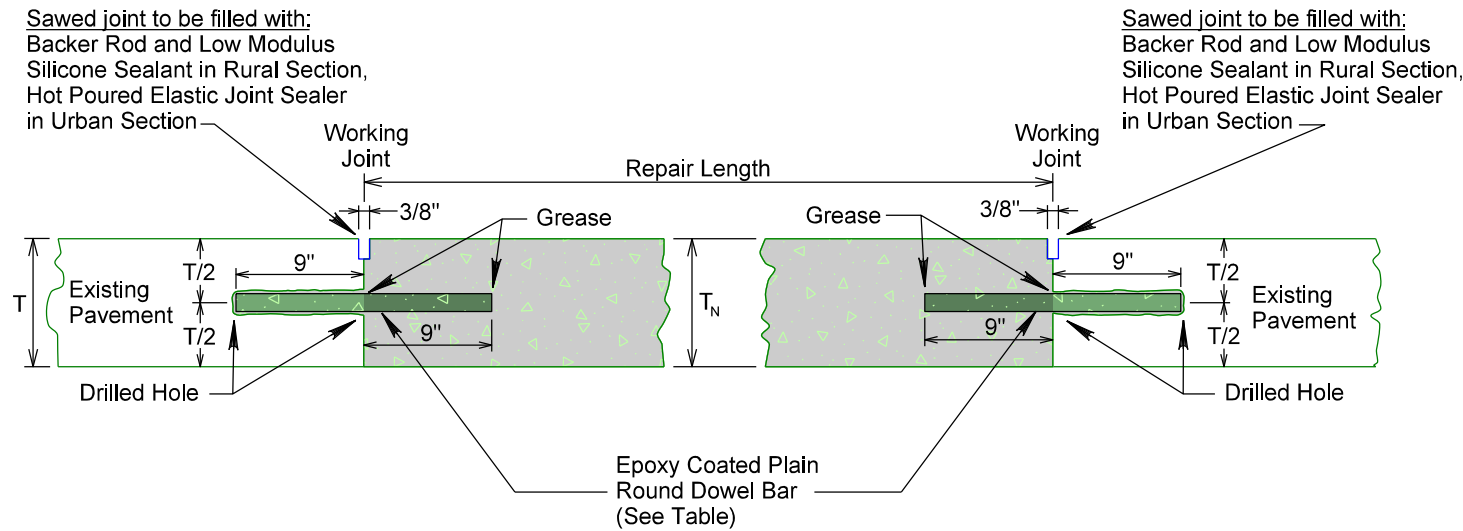 Sawed joint to be filled with:
Backer Rod and Low Modulus
Silicone Sealant in Rural Section,
Hot Poured Elastic Joint Sealer
in Urban Section
Sawed joint to be filled with:
Backer Rod and Low Modulus
Silicone Sealant in Rural Section,
Hot Poured Elastic Joint Sealer
in Urban Section
Working
Joint
Repair Length
Working
Joint
3/8"
Grease
Grease
3/8"
T
T/2
T/2
9"
Existing
Pavement
9"
Drilled Hole
TN
9"
9"
T/2
T/2
Existing
Pavement
Drilled Hole
Epoxy Coated Plain
Round Dowel Bar
(See Table)